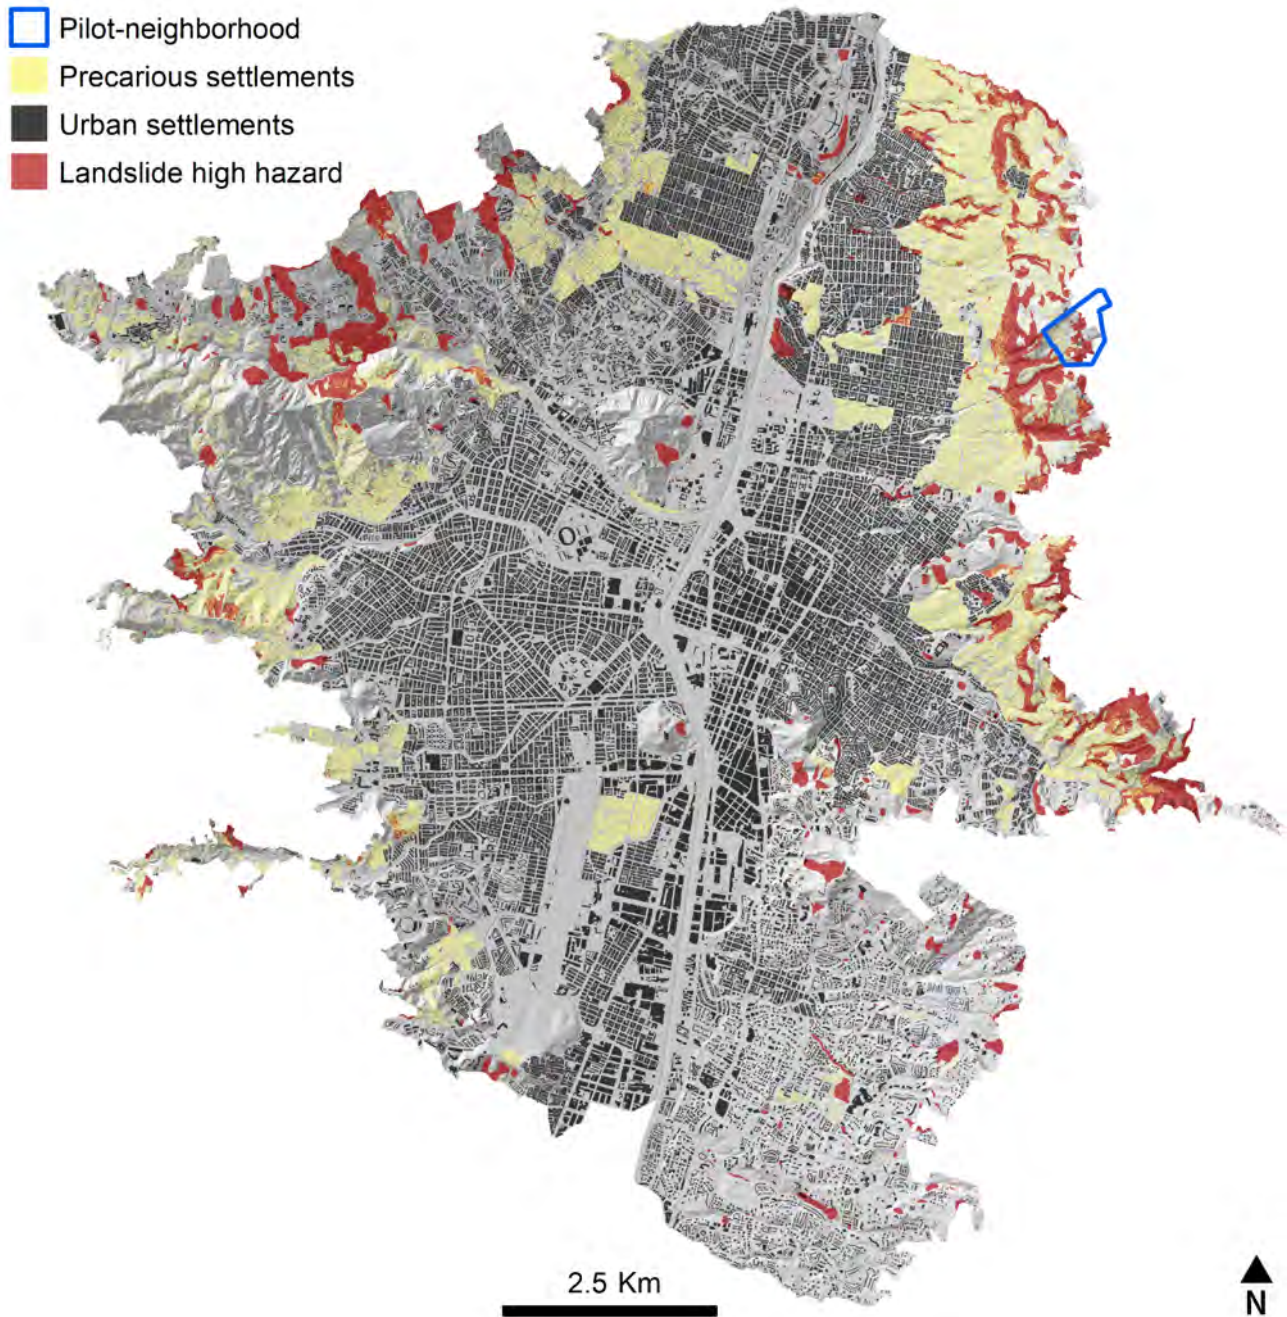 Pilot-neighborhood
Precarious settlements
Urban settlements
Landslide high hazard
2.5 Km
N